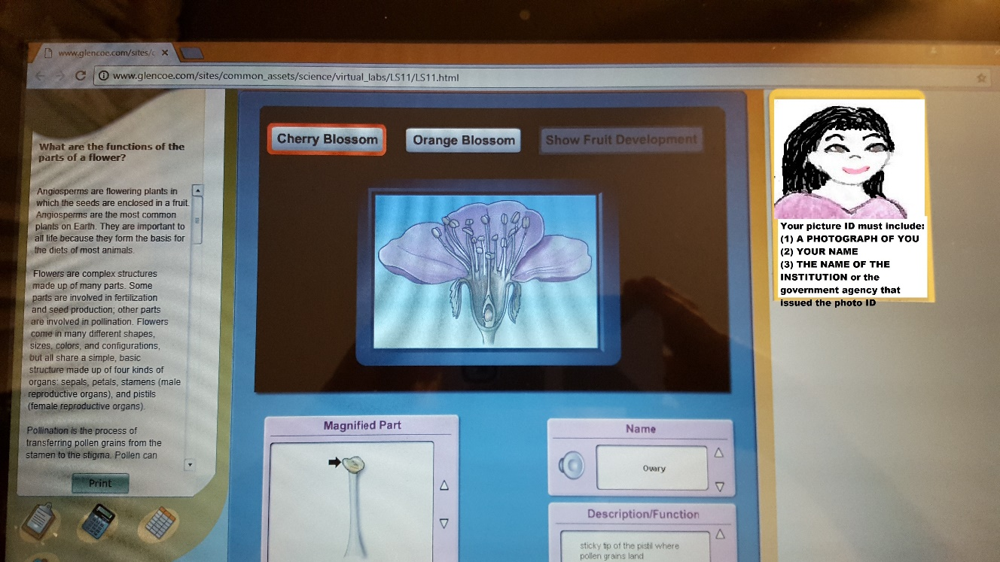 www.glencoe.com/sites/c
www.glencoe.com/sites/common_assets/science/virtual_labs/LS11/LS11.html
What are the functions of the
parts of a flower?
Angiosperms are flowering plants in
which the seeds are enclosed in a fruit.
Angiosperms are the most common
plants on Earth. They are important to
all life because they form the basis for
the diets of most animals.
Flowers are complex structures
made up of many parts. Some
parts are involved in fertilization
and seed production; other parts
are involved in pollination. Flowers
come in many different shapes,
sizes, colors, and configurations,
but all share a simple, basic
structure made up of four kinds of
organs: sepals, petals, stamens (male
reproductive organs), and pistils
(female reproductive organs).
Pollination is the process of
transferring pollen grains from the
stamen to the stigma. Pollen can
Print
Cherry Blossom
Orange Blossom
Show Fruit Development
Magnified Part
Name
Ovary
Description/Function
sticky tip of the pistil where
pollen grains land
Your picture ID must include:
(1) A PHOTOGRAPH OF YOU
(2) YOUR NAME
(3) THE NAME OF THE
INSTITUTION or the
government agency that
issued the photo ID